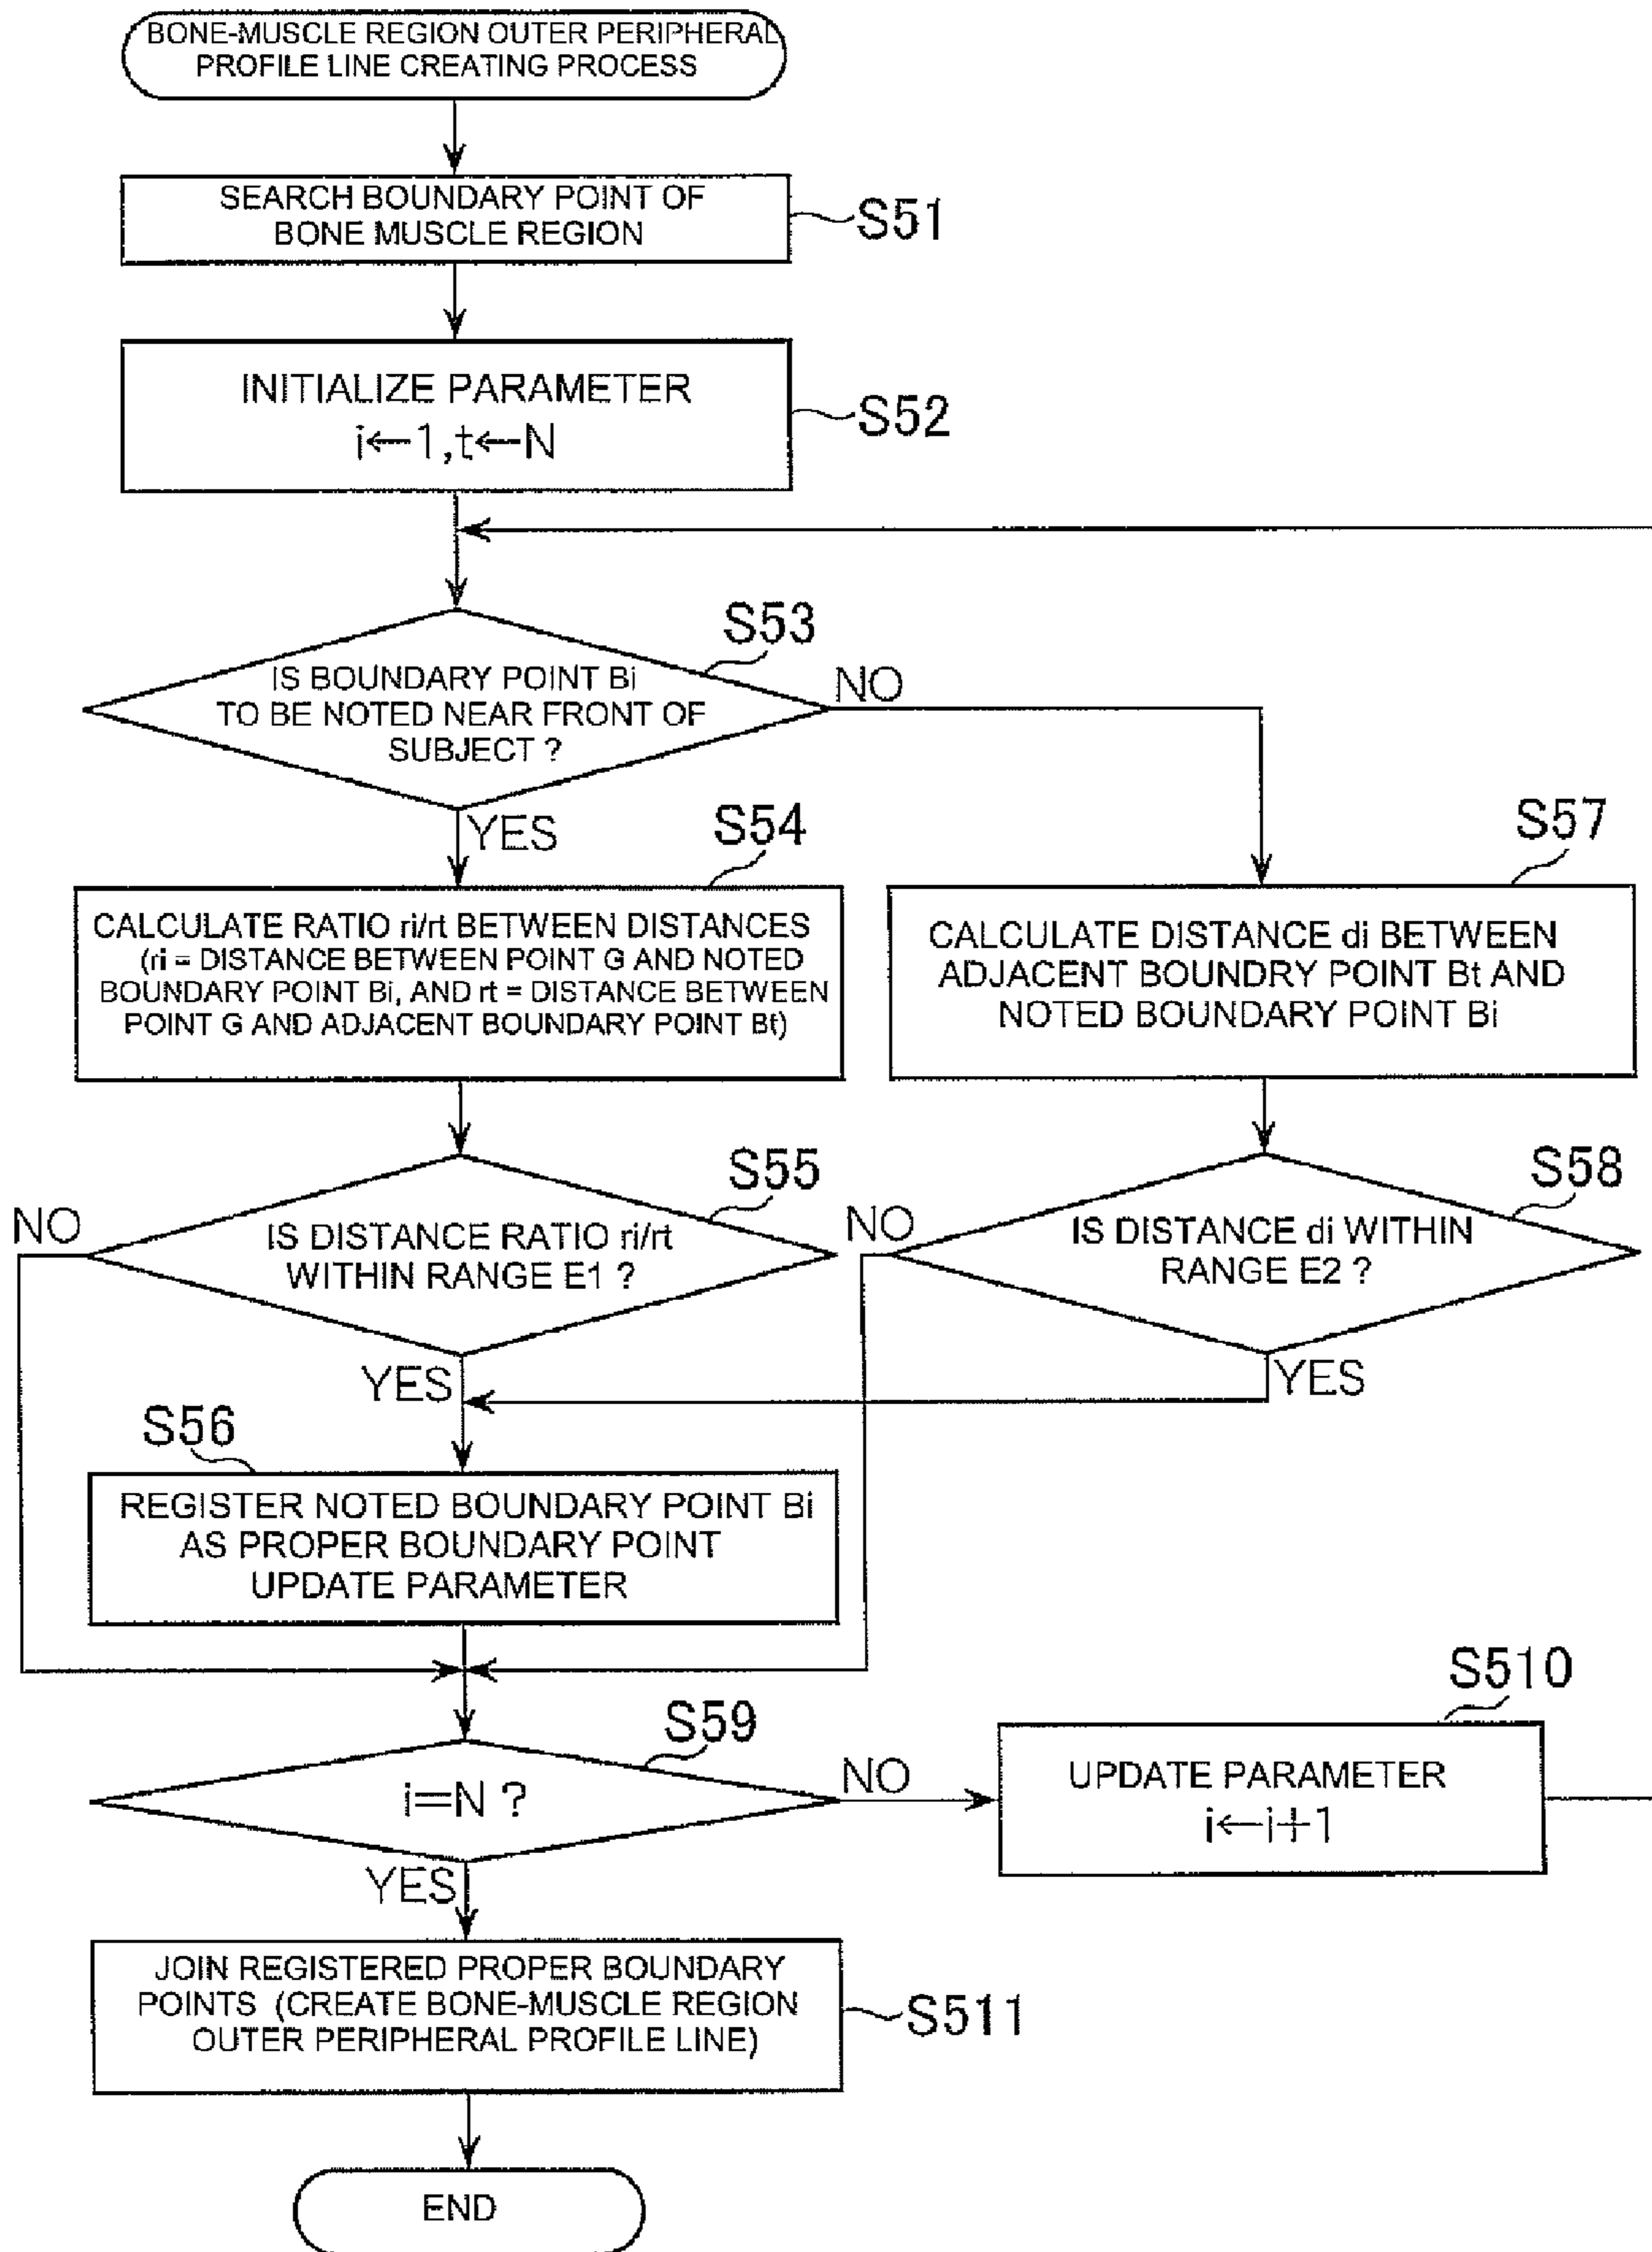 BONE-MUSCLE REGION OUTER PERIPHERAL
PROFILE LINE CREATING PROCESS
SEARCH BOUNDARY POINT OF
BONE MUSCLE REGION
S51
INITIALIZE PARAMETER
i←1,t←N
S52
S53
IS BOUNDARY POINT Bi
TO BE NOTED NEAR FRONT OF
SUBJECT ?
NO
YES
S54
CALCULATE RATIO ri/rt BETWEEN DISTANCES
(ri = DISTANCE BETWEEN POINT G AND NOTED
BOUNDARY POINT Bi, AND rt = DISTANCE BETWEEN
POINT G AND ADJACENT BOUNDARY POINT Bt)
S57
CALCULATE DISTANCE di BETWEEN
ADJACENT BOUNDRY POINT Bt AND
NOTED BOUNDARY POINT Bi
S55
NO
IS DISTANCE RATIO ri/rt
WITHIN RANGE E1 ?
YES
S58
NO
IS DISTANCE di WITHIN
RANGE E2 ?
YES
S56
REGISTER NOTED BOUNDARY POINT Bi
AS PROPER BOUNDARY POINT
UPDATE PARAMETER
S59
i=N ?
NO
YES
S510
UPDATE PARAMETER
i←i+1
JOIN REGISTERED PROPER BOUNDARY
POINTS (CREATE BONE-MUSCLE REGION
OUTER PERIPHERAL PROFILE LINE)
S511
END